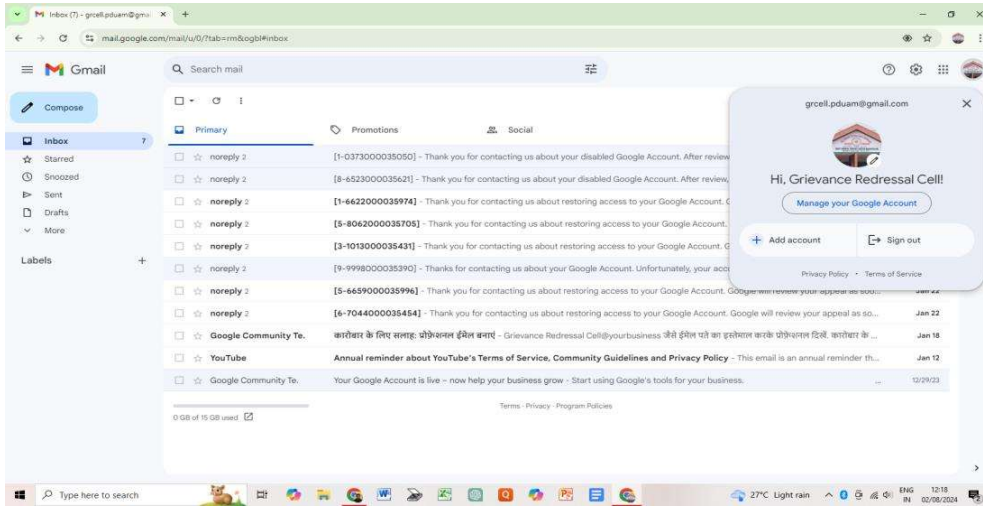 Inbox (7) - grcell.pduam@gmai
mail.google.com/mail/u/0/?tab=rm&ogbl#inbox
Gmail
Search mail
Compose
Inbox 7
Starred
Snoozed
Sent
Drafts
More
Labels +
Primary
Promotions
Social
noreply 2 [1-0373000035050] - Thank you for contacting us about your disabled Google Account. After review
noreply 2 [8-6523000035621] - Thank you for contacting us about your disabled Google Account. After review,
noreply 2 [1-6622000035974] - Thank you for contacting us about restoring access to your Google Account. G
noreply 2 [5-8062000035705] - Thank you for contacting us about restoring access to your Google Account.
noreply 2 [3-1013000035431] - Thank you for contacting us about restoring access to your Google Account. G
noreply 2 [9-9998000035390] - Thanks for contacting us about your Google Account. Unfortunately, your acco
noreply 2 [5-6659000035996] - Thank you for contacting us about restoring access to your Google Account. Google will review your appeal as soo... Jan 22
noreply 2 [6-7044000035454] - Thank you for contacting us about restoring access to your Google Account. Google will review your appeal as so... Jan 22
Google Community Te. कारोबार के लिए सलाह: प्रोफ़ेशनल ईमेल बनाएं - Grievance Redressal Cell@yourbusiness जैसे ईमेल पते का इस्तेमाल करके प्रोफ़ेशनल दिखें. कारोबार के ... Jan 18
YouTube Annual reminder about YouTube's Terms of Service, Community Guidelines and Privacy Policy - This email is an annual reminder th... Jan 12
Google Community Te. Your Google Account is live – now help your business grow - Start using Google's tools for your business. ... 12/29/23
0 GB of 15 GB used
Terms · Privacy · Program Policies
grcell.pduam@gmail.com
Hi, Grievance Redressal Cell!
Manage your Google Account
Add account
Sign out
Privacy Policy • Terms of Service
Type here to search
27°C Light rain
ENG 12:18
IN 02/08/2024